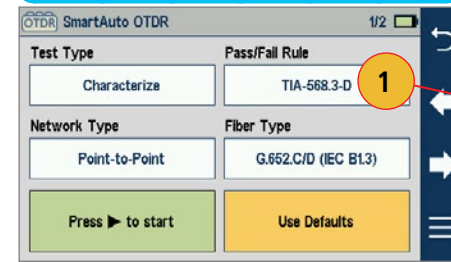 OTDR SmartAuto OTDR 1/2
Test Type Pass/Fail Rule
Characterize TIA-568.3-D
1
Network Type Fiber Type
Point-to-Point G.652.C/D (IEC B1.3)
Press ▶ to start Use Defaults